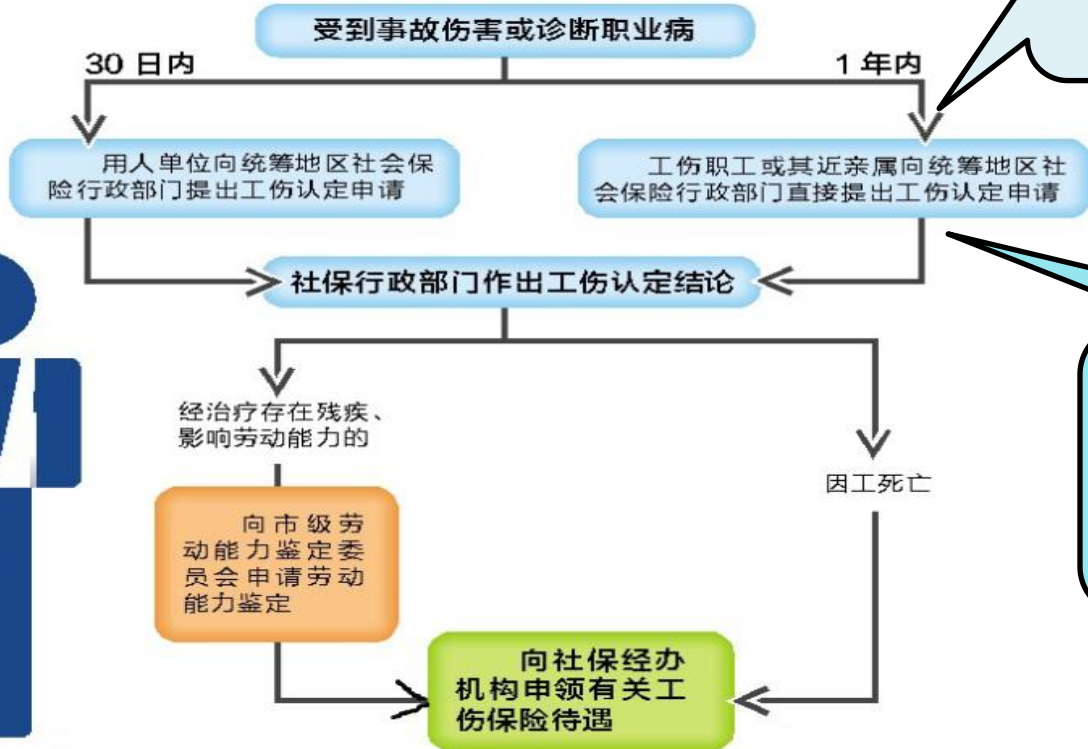 受到事故伤害或诊断职业病
30 日内
1 年内
用人单位向统筹地区社会保
险行政部门提出工伤认定申请
工伤职工或其近亲属向统筹地区社
会保险行政部门直接提出工伤认定申请
社保行政部门作出工伤认定结论
经治疗存在残疾、
影响劳动能力的
因工死亡
向市级劳
动能力鉴定委
员会申请劳动
能力鉴定
向社保经办
机构申领有关工
伤保险待遇